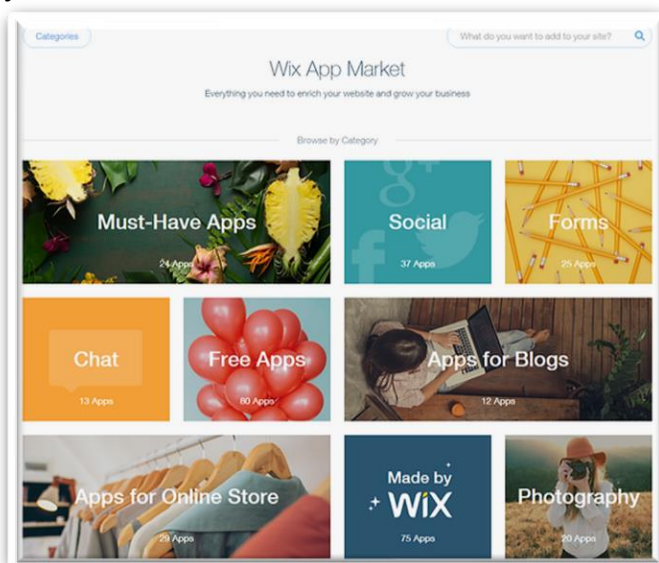 Categories
What do you want to add to your site?
Wix App Market
Everything you need to enrich your website and grow your business
Browse by Category
Must-Have Apps
24 Apps
Social
37 Apps
Forms
25 Apps
Chat
13 Apps
Free Apps
80 Apps
Apps for Blogs
12 Apps
Apps for Online Store
29 Apps
Made by
WiX
75 Apps
Photography
20 Apps